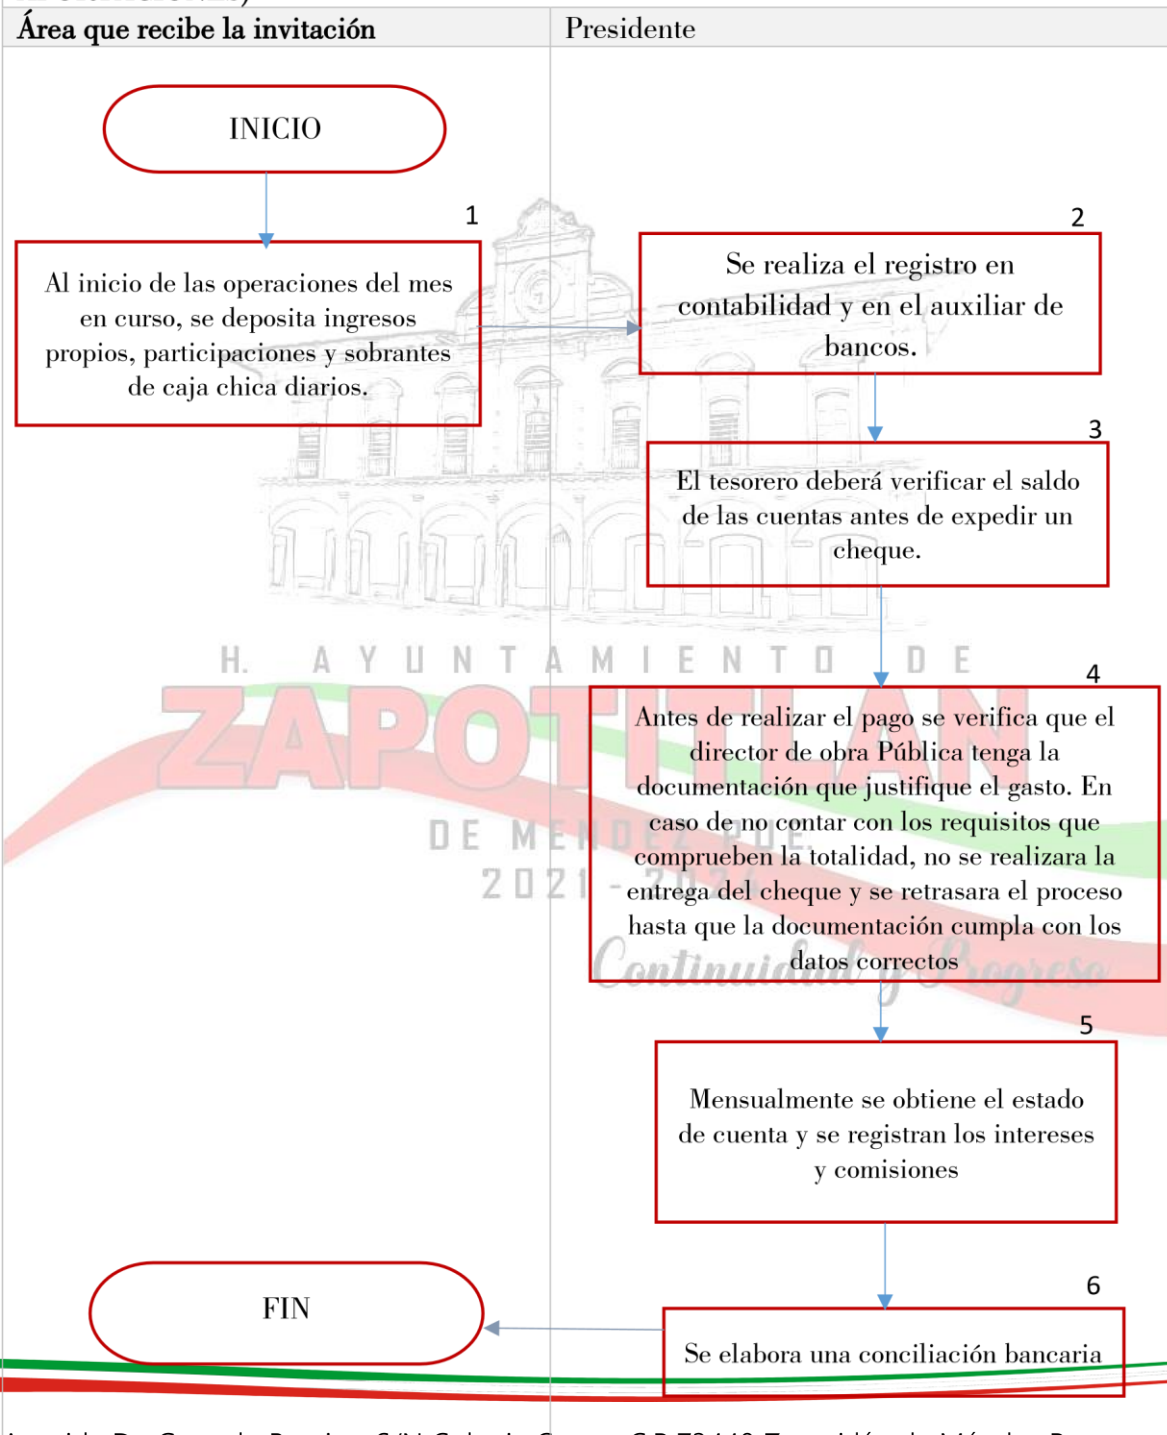 Área que recibe la invitación
Presidente
INICIO
1
Al inicio de las operaciones del mes
en curso, se deposita ingresos
propios, participaciones y sobrantes
de caja chica diarios.
2
Se realiza el registro en
contabilidad y en el auxiliar de
bancos.
3
El tesorero deberá verificar el saldo
de las cuentas antes de expedir un
cheque.
H. AYUNTAMIENTO DE
ZAPOTITLAN
DE MENDEZ PUE.
2021 - 2024
Continuidad y Progreso
4
Antes de realizar el pago se verifica que el
director de obra Pública tenga la
documentación que justifique el gasto. En
caso de no contar con los requisitos que
comprueben la totalidad, no se realizara la
entrega del cheque y se retrasara el proceso
hasta que la documentación cumpla con los
datos correctos
5
Mensualmente se obtiene el estado
de cuenta y se registran los intereses
y comisiones
6
Se elabora una conciliación bancaria
FIN